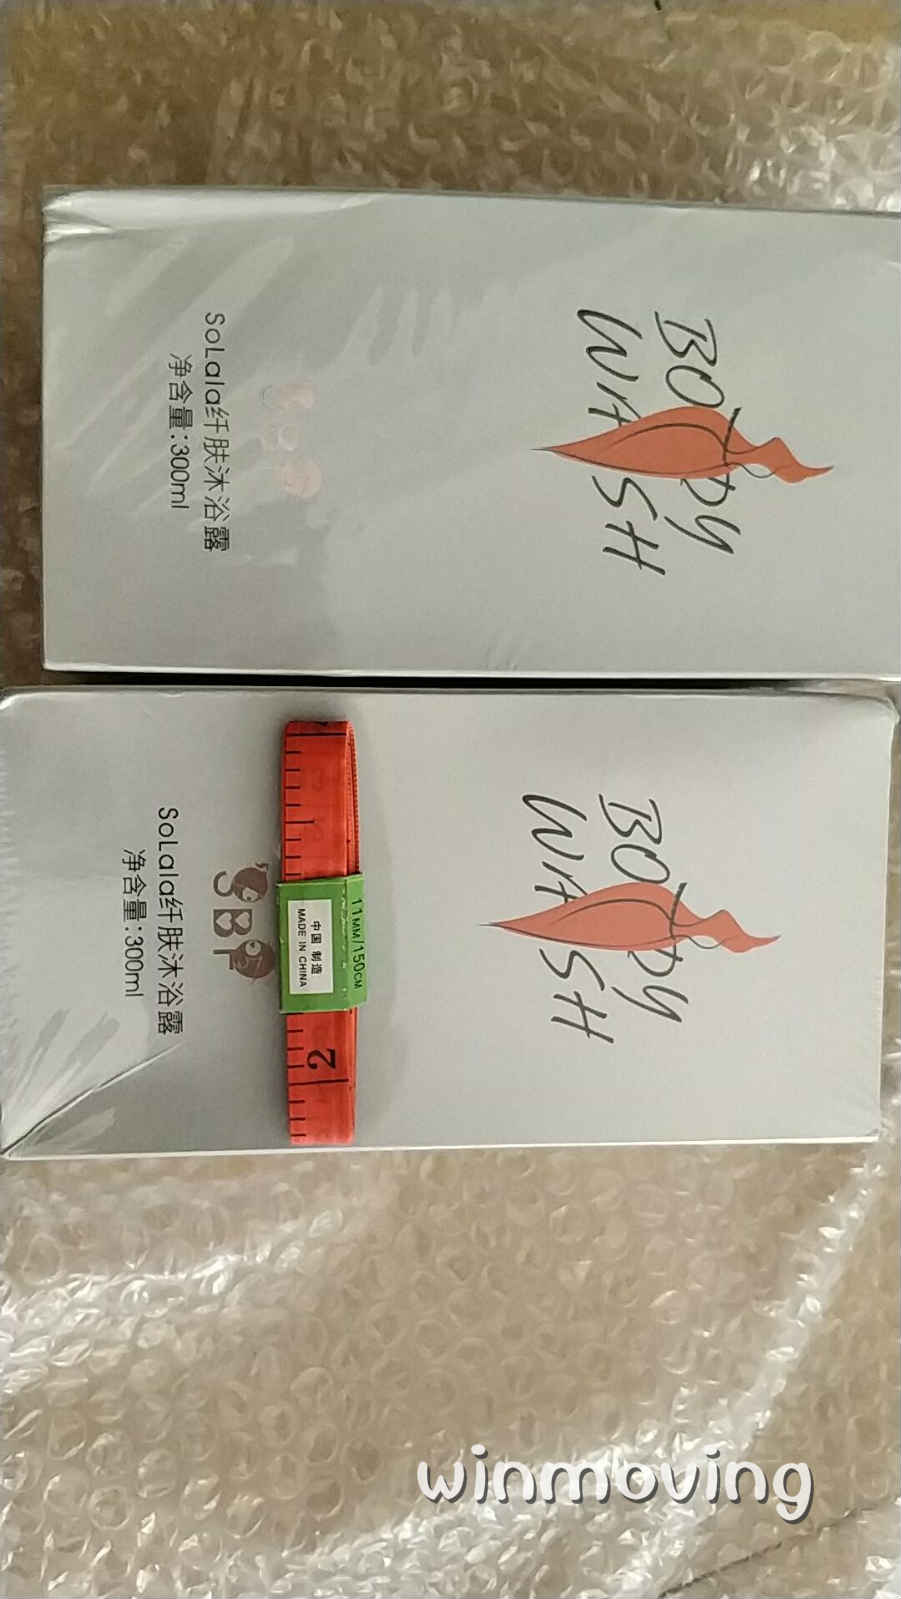 BODY
WASH
SoLala纤肤沐浴露
净含量:300ml
BODY
WASH
11MM/150CM
中国 制造
MADE IN CHINA
2
JBF
SoLala纤肤沐浴露
净含量:300ml
winmoving